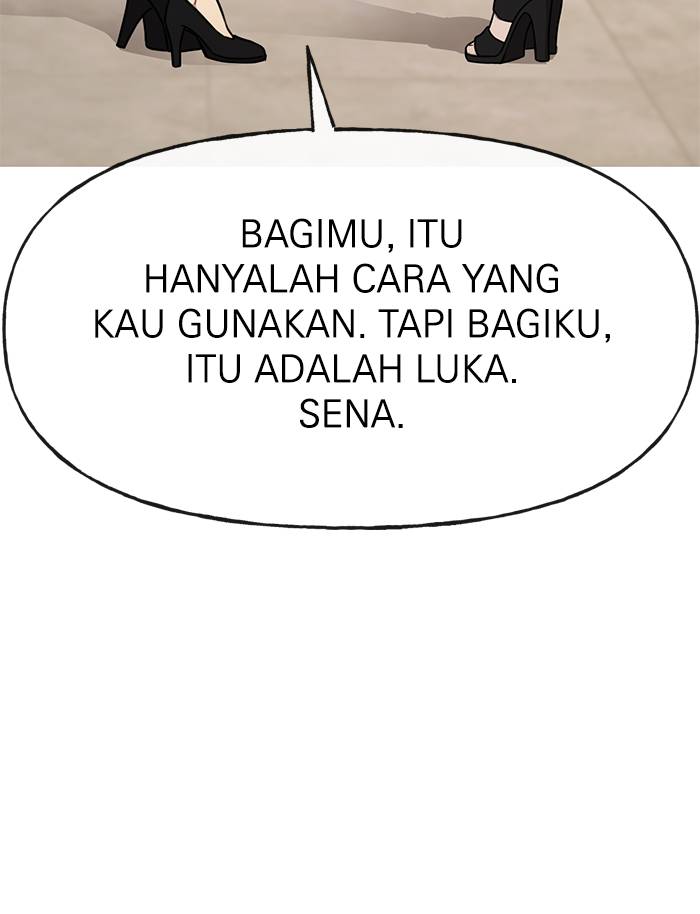 BAGIMU, ITU
HANYALAH CARA YANG
KAU GUNAKAN. TAPI BAGIKU,
ITU ADALAH LUKA.
SENA.